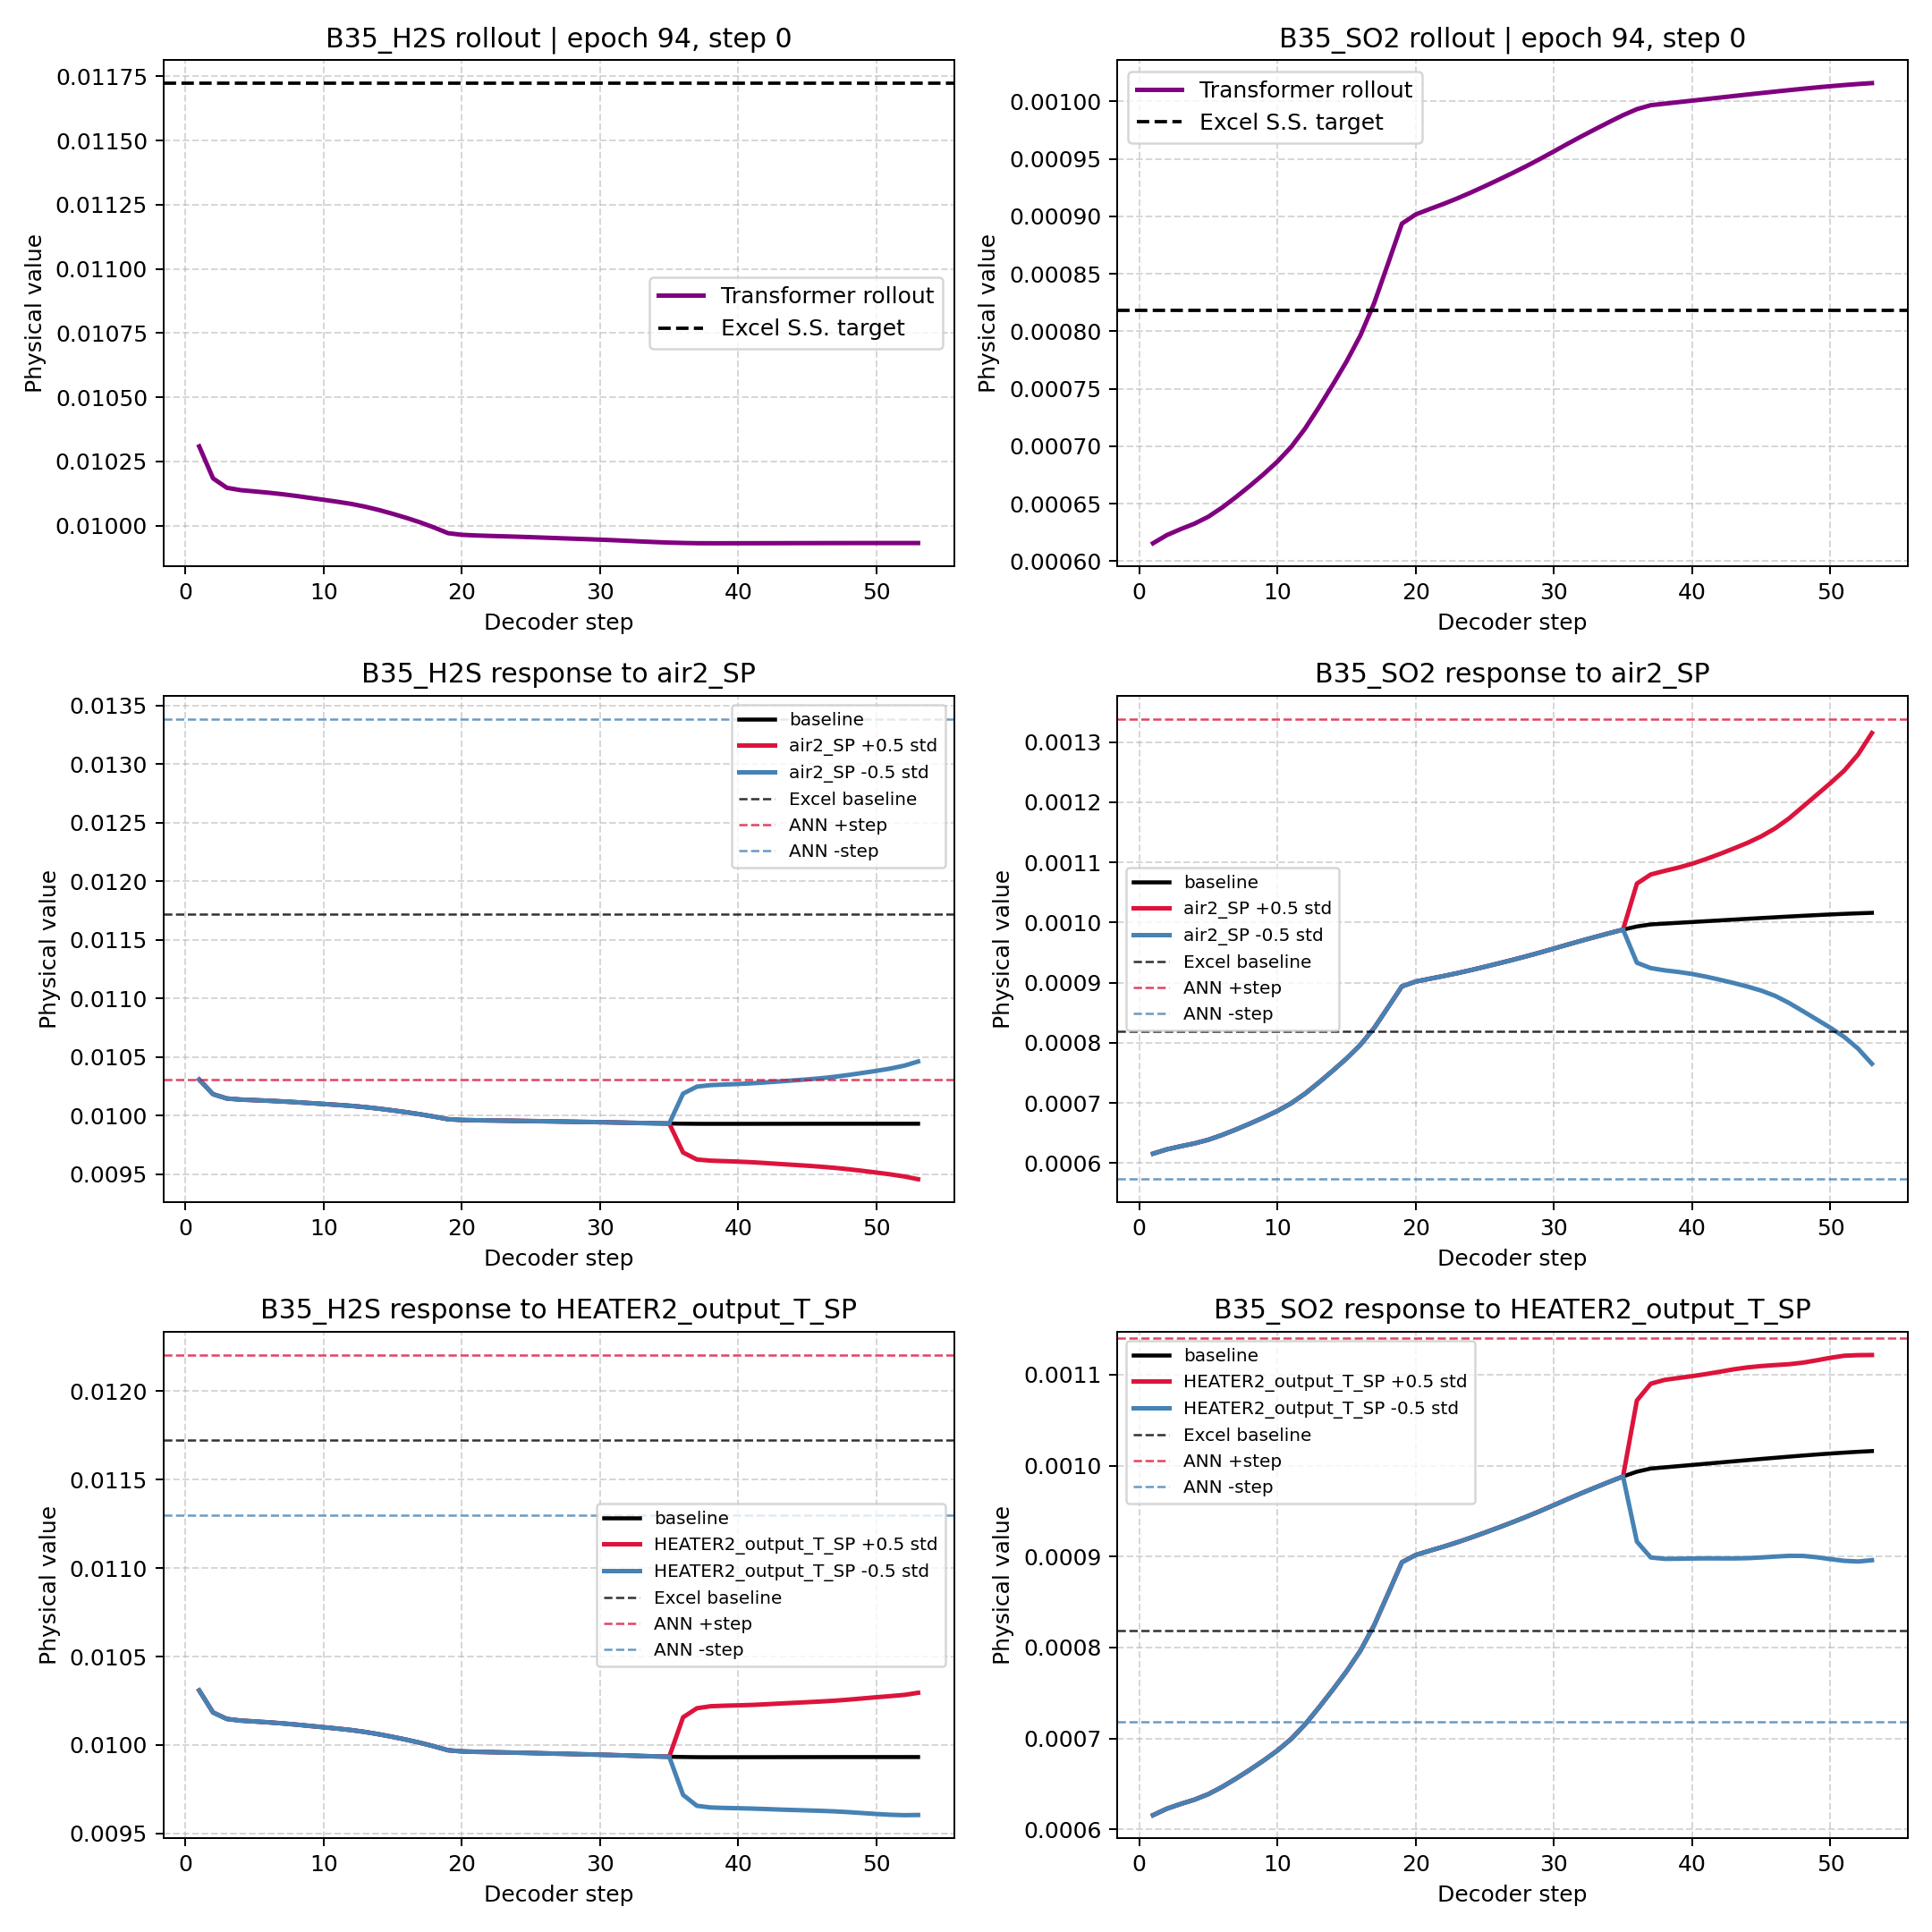 B35_H2S rollout | epoch 94, step 0
Physical value
0.01175
0.01150
0.01125
0.01100
0.01075
0.01050
0.01025
0.01000
Transformer rollout
Excel S.S. target
0 10 20 30 40 50
Decoder step
B35_SO2 rollout | epoch 94, step 0
Physical value
0.00100
0.00095
0.00090
0.00085
0.00080
0.00075
0.00070
0.00065
0.00060
Transformer rollout
Excel S.S. target
0 10 20 30 40 50
Decoder step
B35_H2S response to air2_SP
Physical value
0.0135
0.0130
0.0125
0.0120
0.0115
0.0110
0.0105
0.0100
0.0095
baseline
air2_SP +0.5 std
air2_SP -0.5 std
Excel baseline
ANN +step
ANN -step
0 10 20 30 40 50
Decoder step
B35_SO2 response to air2_SP
Physical value
0.0013
0.0012
0.0011
0.0010
0.0009
0.0008
0.0007
0.0006
baseline
air2_SP +0.5 std
air2_SP -0.5 std
Excel baseline
ANN +step
ANN -step
0 10 20 30 40 50
Decoder step
B35_H2S response to HEATER2_output_T_SP
Physical value
0.0120
0.0115
0.0110
0.0105
0.0100
0.0095
baseline
HEATER2_output_T_SP +0.5 std
HEATER2_output_T_SP -0.5 std
Excel baseline
ANN +step
ANN -step
0 10 20 30 40 50
Decoder step
B35_SO2 response to HEATER2_output_T_SP
Physical value
0.0011
0.0010
0.0009
0.0008
0.0007
0.0006
baseline
HEATER2_output_T_SP +0.5 std
HEATER2_output_T_SP -0.5 std
Excel baseline
ANN +step
ANN -step
0 10 20 30 40 50
Decoder step